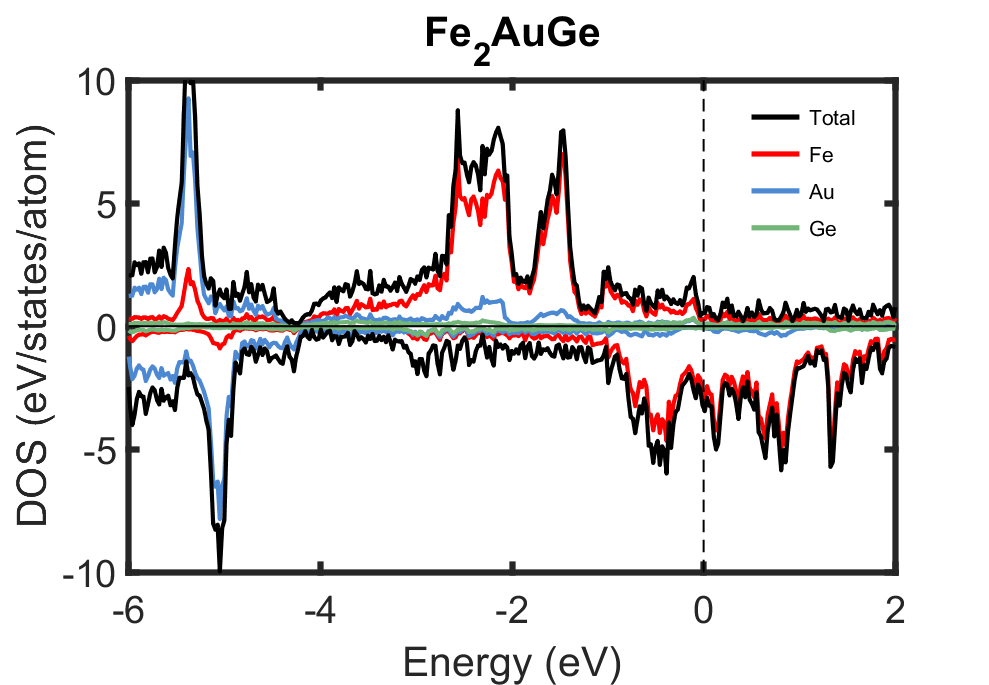 Fe2AuGe
10
5
0
-5
-10
DOS (eV/states/atom)
Total
Fe
Au
Ge
-6
-4
-2
0
2
Energy (eV)